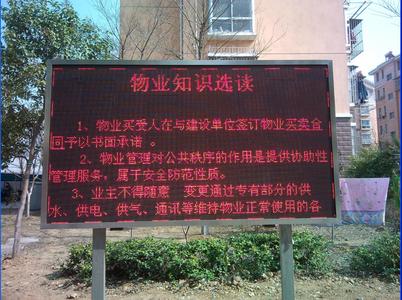 物业知识选读
1、物业买受人在与建设单位签订物业买卖合
同予以书面承诺 。
2、物业管理对公共秩序的作用是提供协助性
管理服务，属于安全防范性质。
3、业主不得随意　变更通过专有部分的供
水、供电、供气、通讯等维持物业正常使用的各